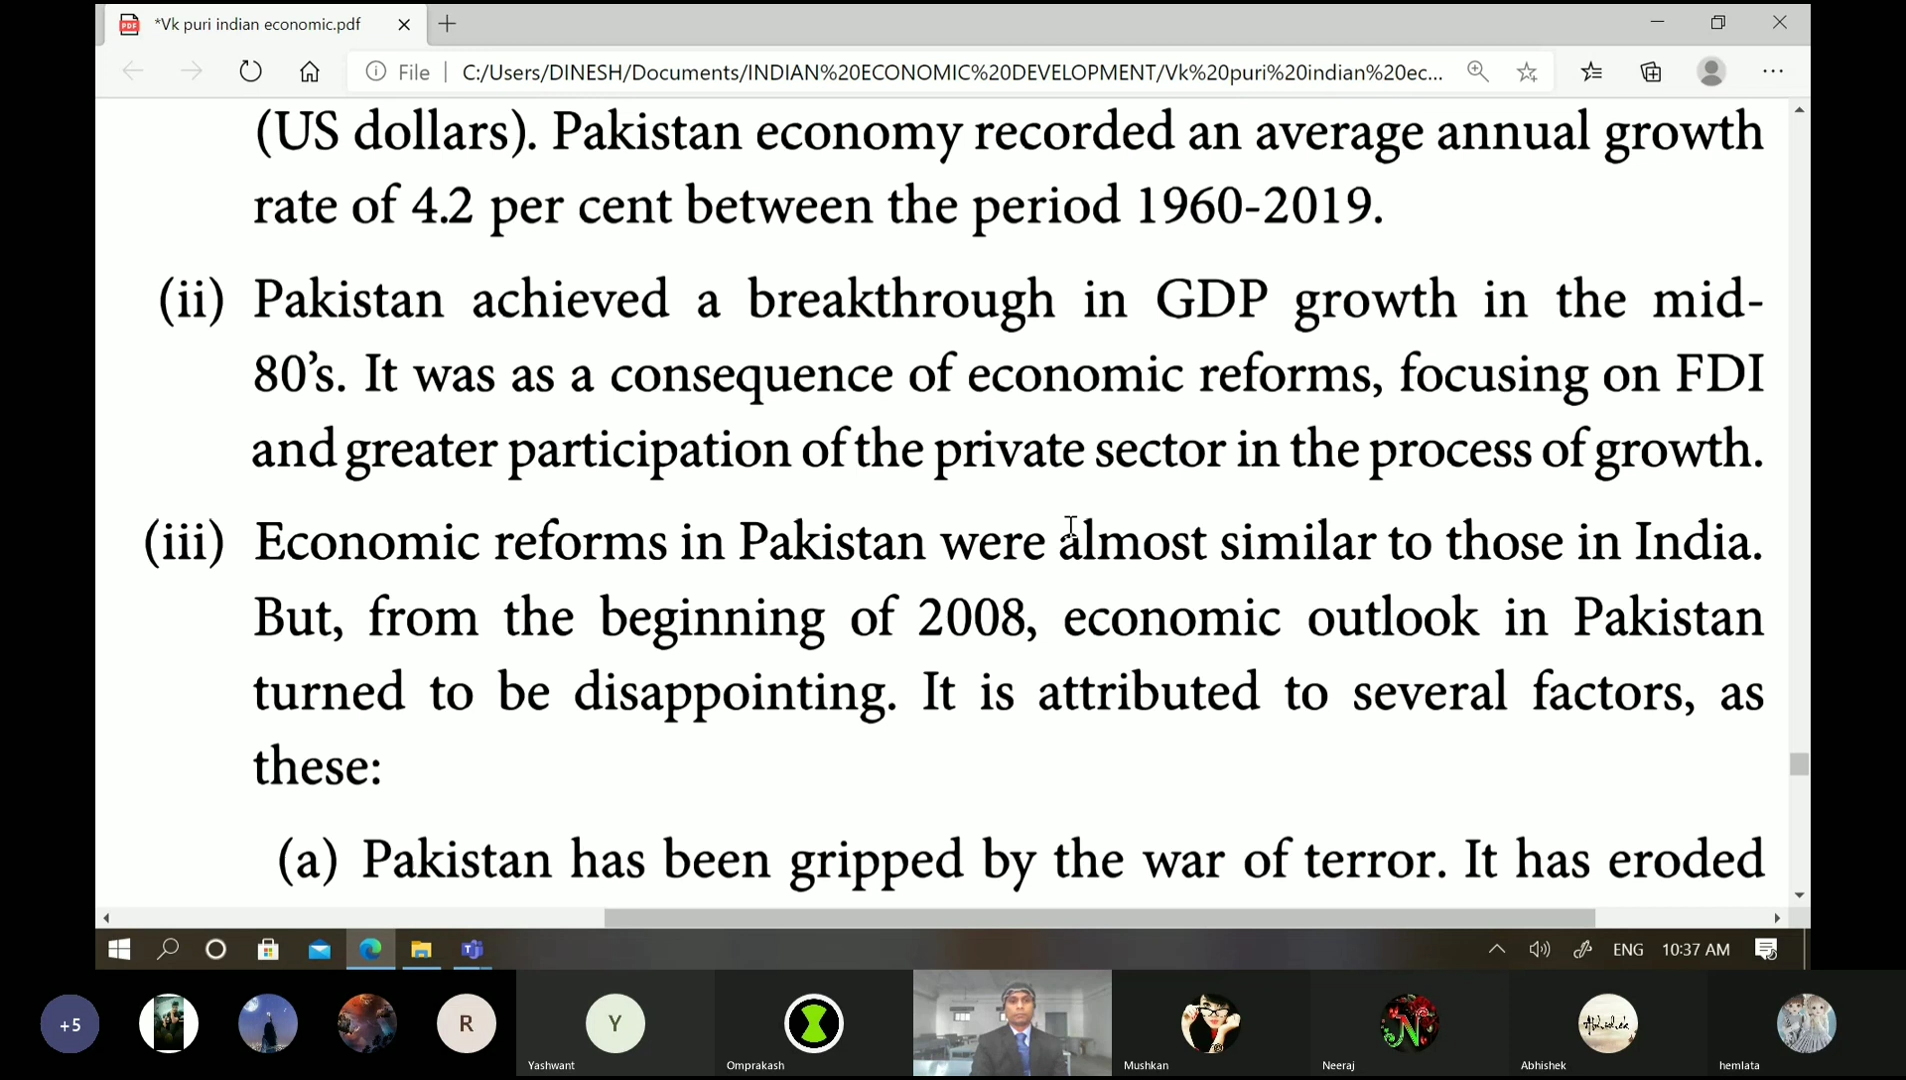 *Vk puri indian economic.pdf
File
C:/Users/DINESH/Documents/INDIAN%20ECONOMIC%20DEVELOPMENT/Vk%20puri%20indian%20ec...
(US dollars). Pakistan economy recorded an average annual growth
rate of 4.2 per cent between the period 1960-2019.
(ii) Pakistan achieved a breakthrough in GDP growth in the mid-
80’s. It was as a consequence of economic reforms, focusing on FDI
and greater participation of the private sector in the process of growth.
(iii) Economic reforms in Pakistan were almost similar to those in India.
But, from the beginning of 2008, economic outlook in Pakistan
turned to be disappointing. It is attributed to several factors, as
these:
(a) Pakistan has been gripped by the war of terror. It has eroded
ENG 10:37 AM
+5
R
Y
N
Abhishek
Yashwant
Omprakash
Mushkan
Neeraj
Abhishek
hemlata